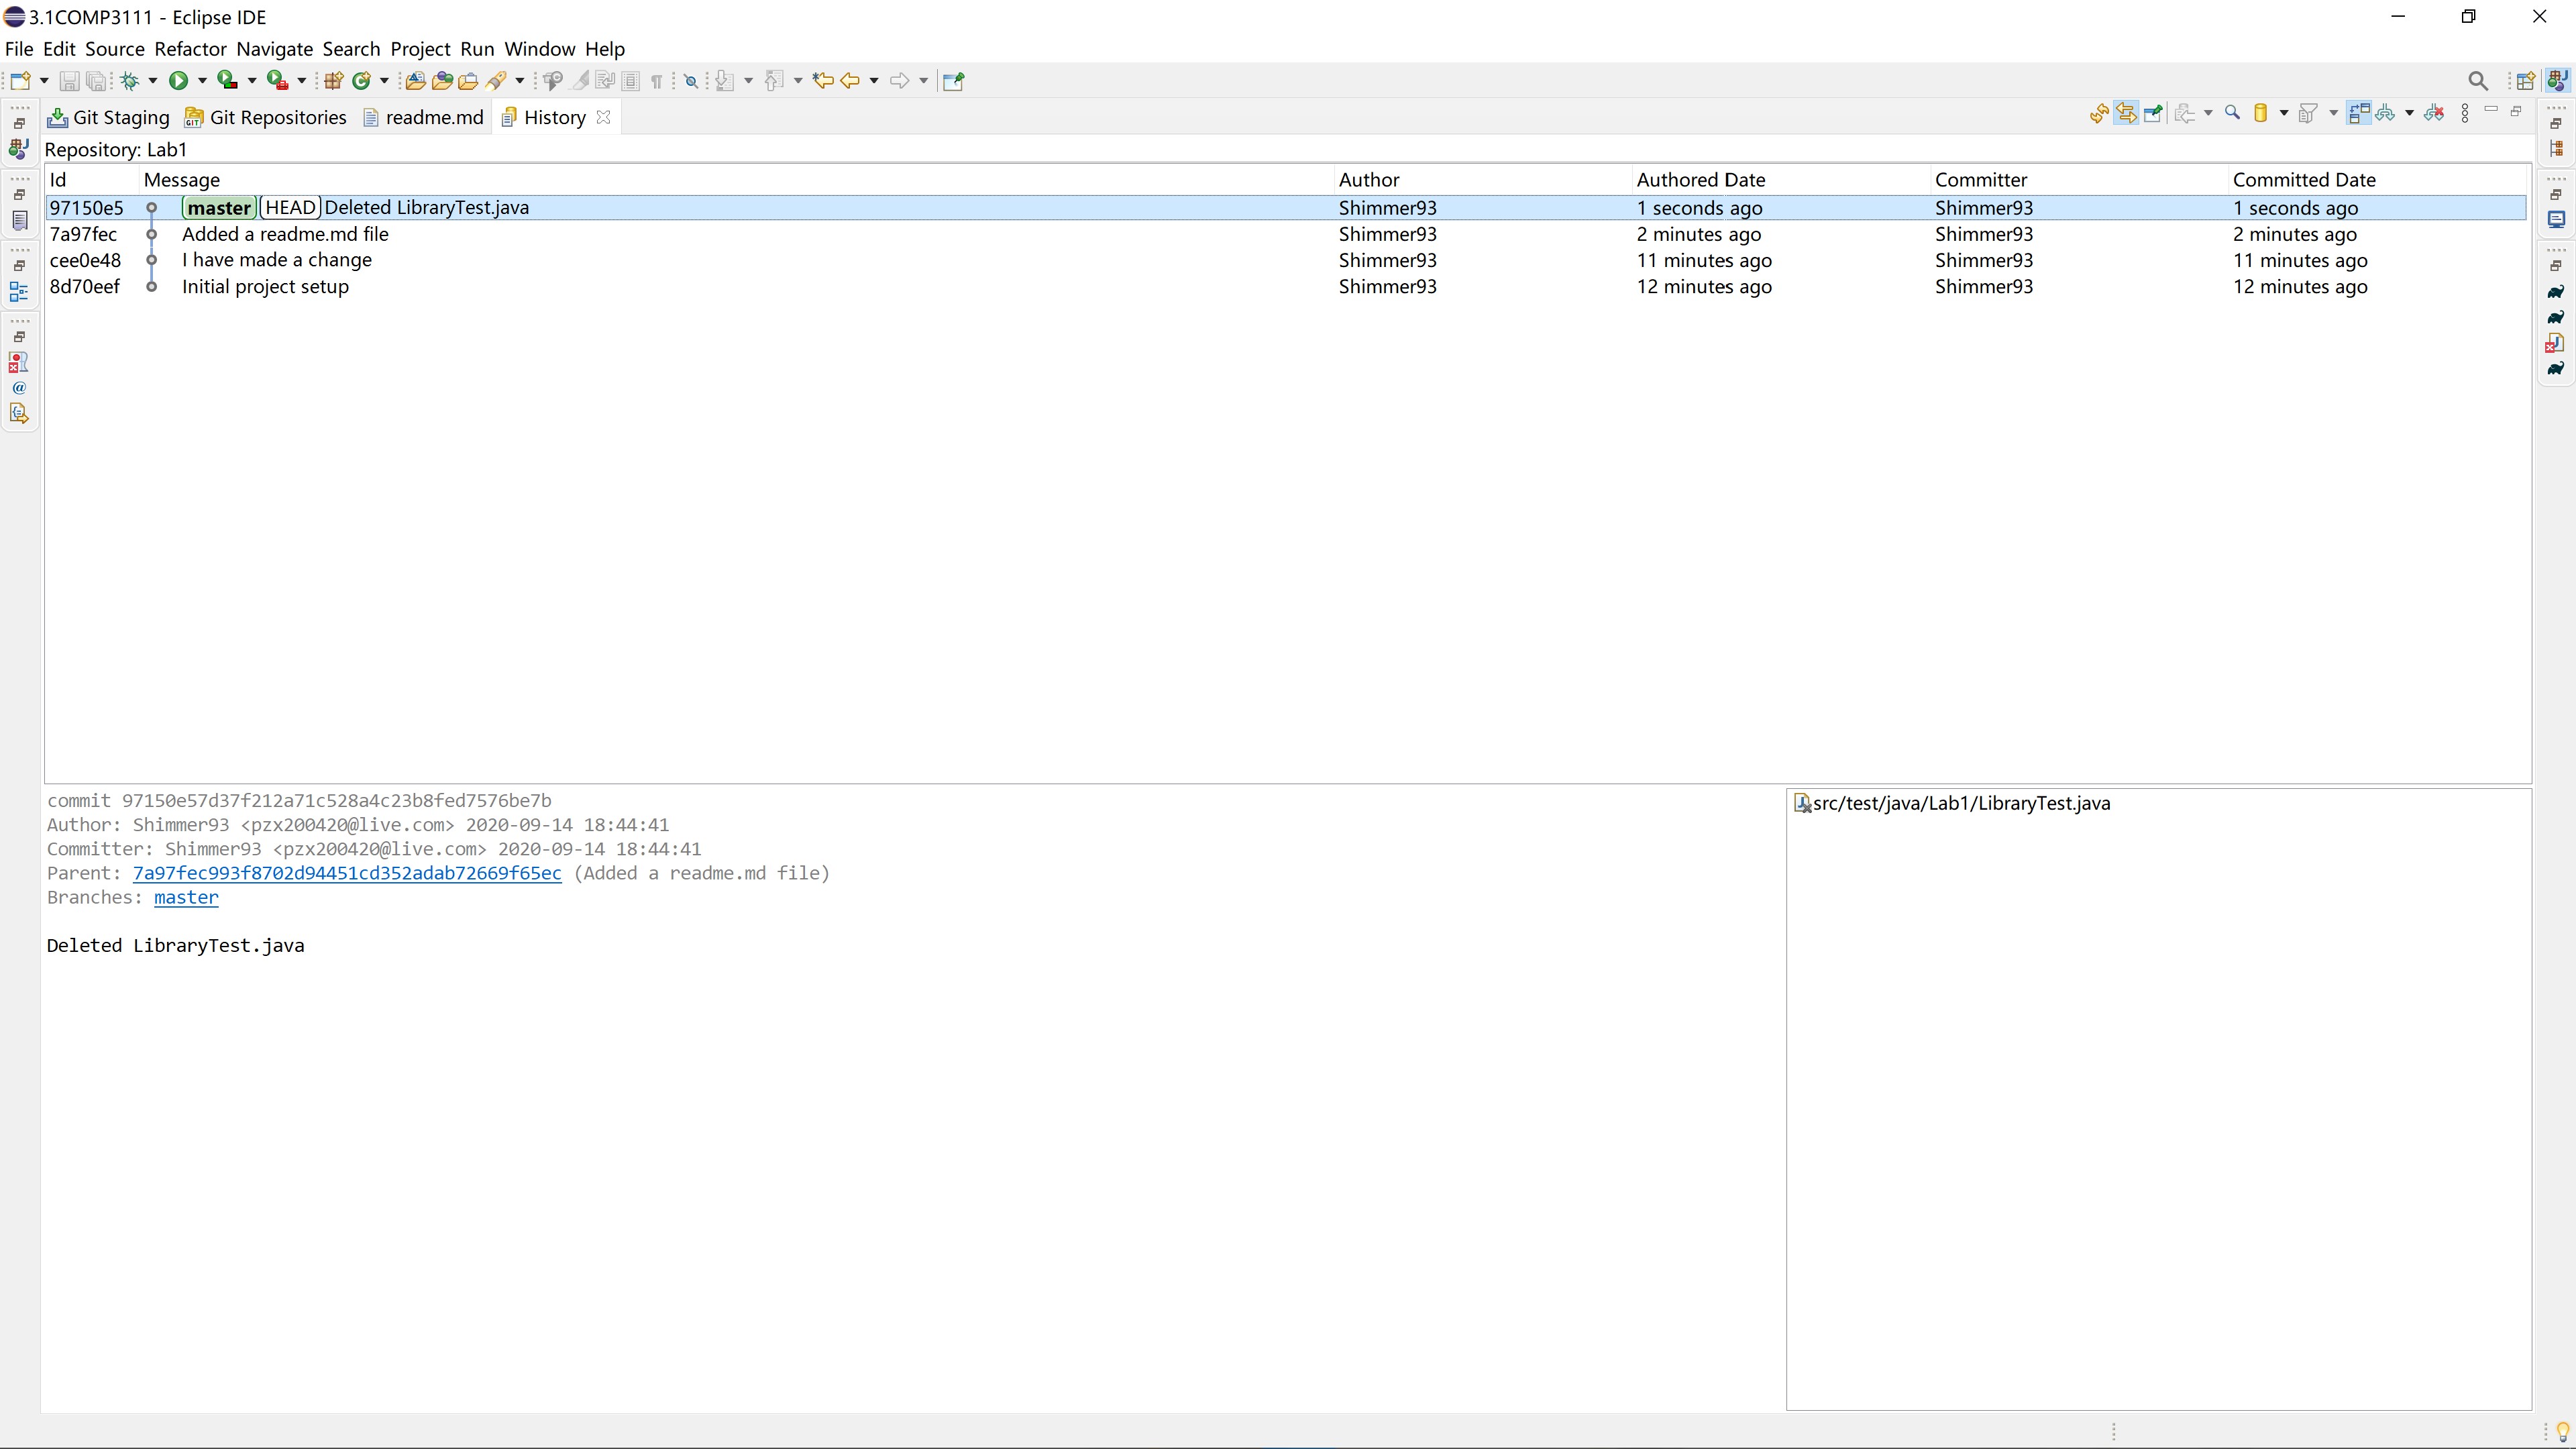 3.1COMP3111 - Eclipse IDE
File Edit Source Refactor Navigate Search Project Run Window Help
Git Staging Git Repositories readme.md History
Repository: Lab1
Id Message Author Authored Date Committer Committed Date
97150e5 master HEAD Deleted LibraryTest.java Shimmer93 1 seconds ago Shimmer93 1 seconds ago
7a97fec Added a readme.md file Shimmer93 2 minutes ago Shimmer93 2 minutes ago
cee0e48 I have made a change Shimmer93 11 minutes ago Shimmer93 11 minutes ago
8d70eef Initial project setup Shimmer93 12 minutes ago Shimmer93 12 minutes ago
commit 97150e57d37f212a71c528a4c23b8fed7576be7b
Author: Shimmer93 <pzx200420@live.com> 2020-09-14 18:44:41
Committer: Shimmer93 <pzx200420@live.com> 2020-09-14 18:44:41
Parent: 7a97fec993f8702d94451cd352adab72669f65ec (Added a readme.md file)
Branches: master
Deleted LibraryTest.java
src/test/java/Lab1/LibraryTest.java